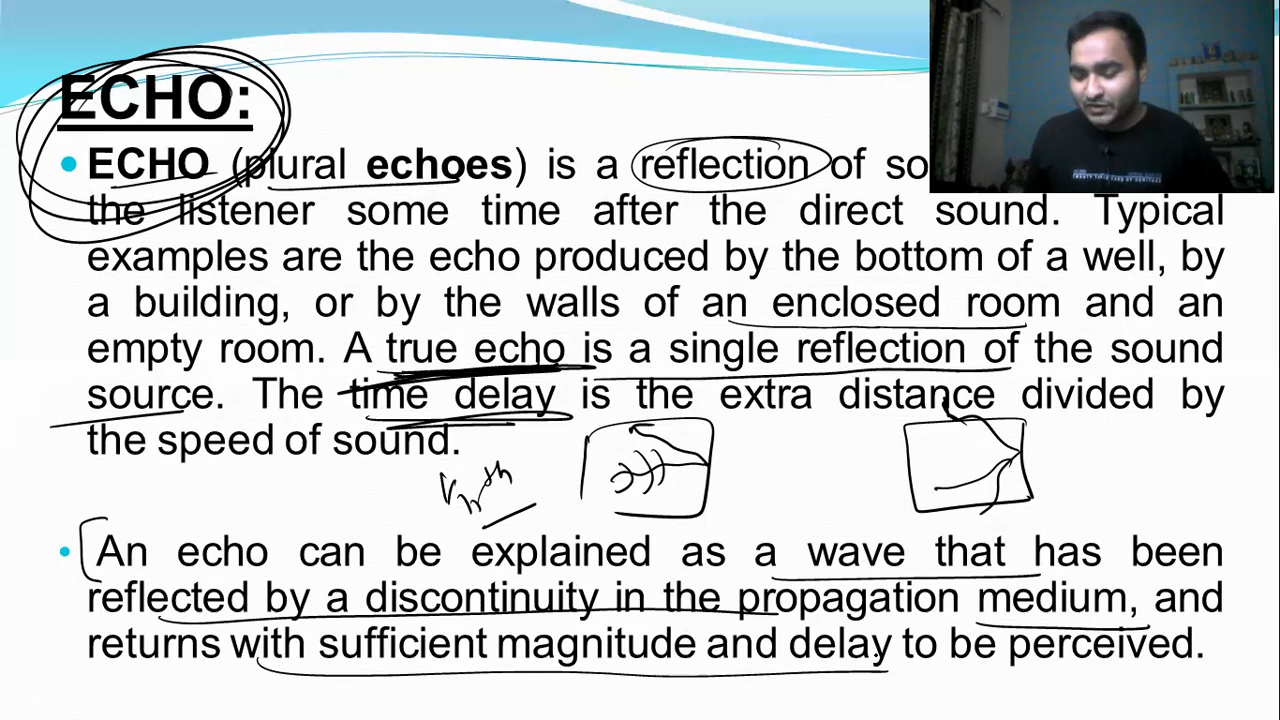 ECHO:
• ECHO (plural echoes) is a reflection of
the listener some time after the direct sound. Typical
examples are the echo produced by the bottom of a well, by
a building, or by the walls of an enclosed room and an
empty room. A true echo is a single reflection of the sound
source. The time delay is the extra distance divided by
the speed of sound.
• An echo can be explained as a wave that has been
reflected by a discontinuity in the propagation medium, and
returns with sufficient magnitude and delay to be perceived.